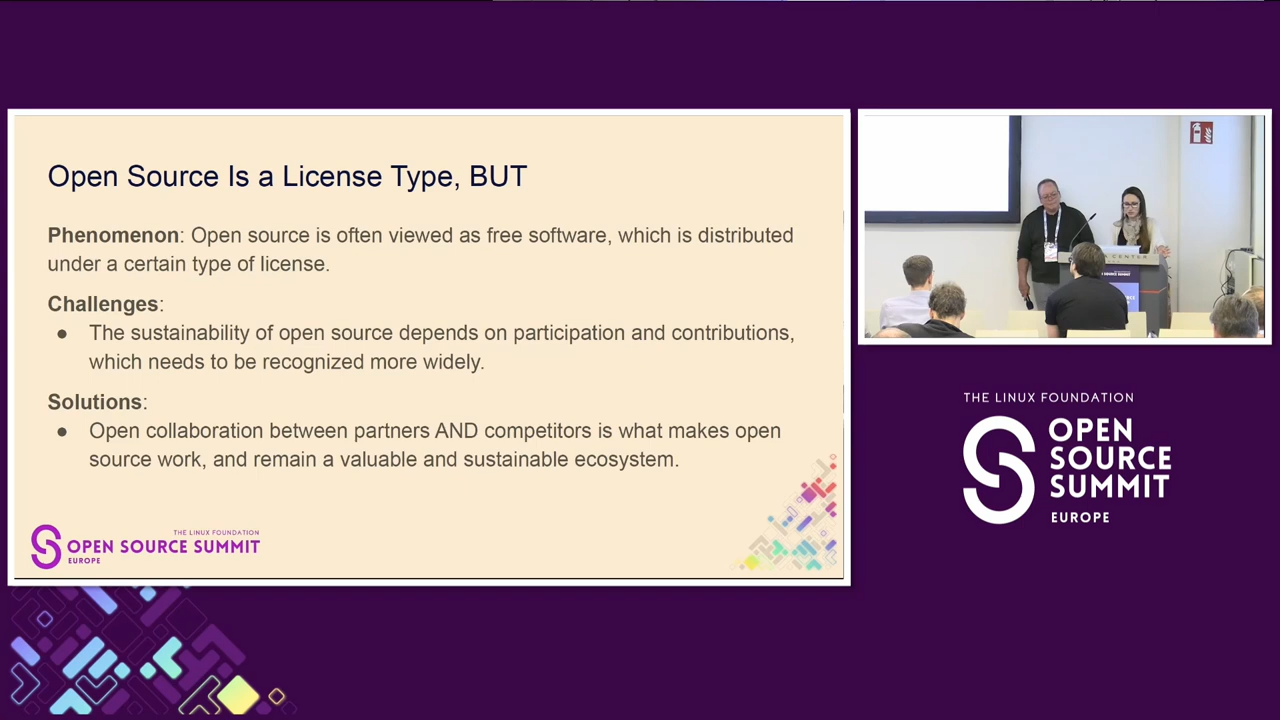 Open Source Is a License Type, BUT
Phenomenon: Open source is often viewed as free software, which is distributed
under a certain type of license.
Challenges:
● The sustainability of open source depends on participation and contributions,
which needs to be recognized more widely.
Solutions:
● Open collaboration between partners AND competitors is what makes open
source work, and remain a valuable and sustainable ecosystem.
THE LINUX FOUNDATION
OPEN SOURCE SUMMIT
EUROPE
THE LINUX FOUNDATION
OPEN
SOURCE
SUMMIT
EUROPE